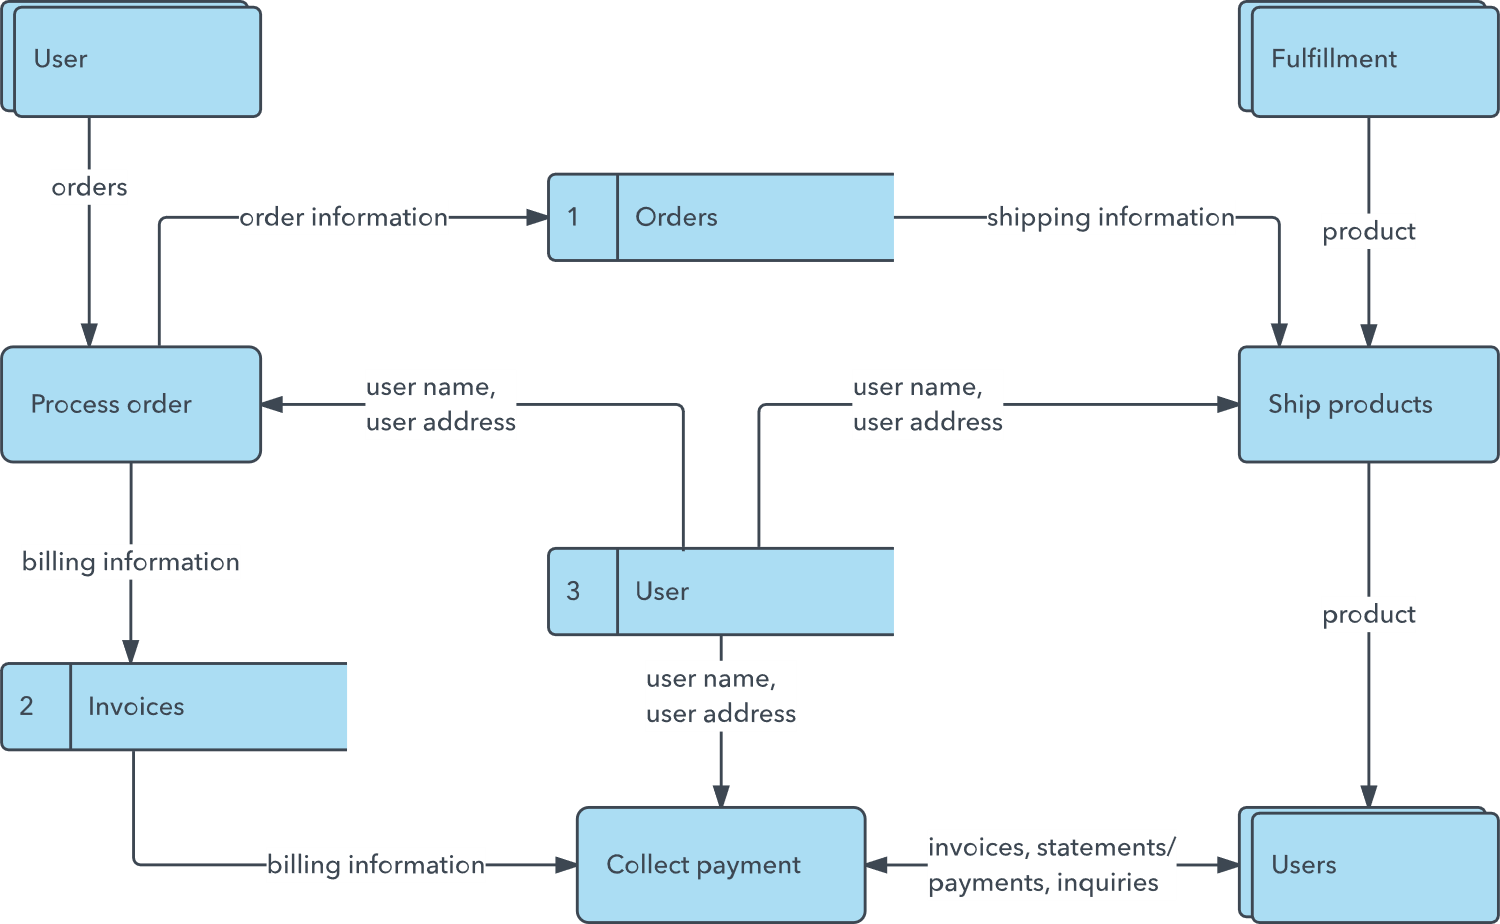 User
Fulfillment
orders
order information
1
Orders
shipping information
product
Process order
user name,
user address
user name,
user address
Ship products
billing information
3
User
product
2
Invoices
user name,
user address
billing information
Collect payment
invoices, statements/
payments, inquiries
Users